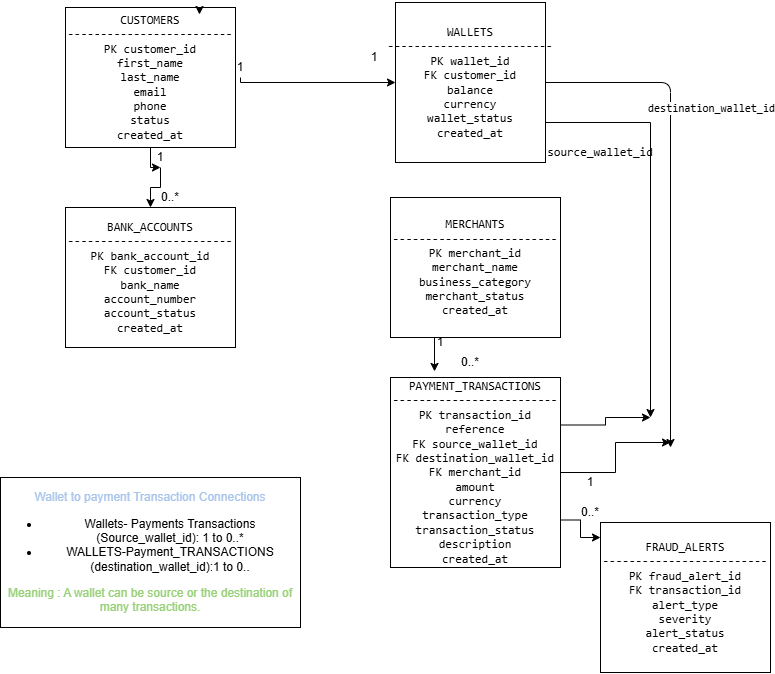 CUSTOMERS
PK customer_id
first_name
last_name
email
phone
status
created_at
1
1
WALLETS
PK wallet_id
FK customer_id
balance
currency
wallet_status
created_at
destination_wallet_id
source_wallet_id
1
0..*
BANK_ACCOUNTS
PK bank_account_id
FK customer_id
bank_name
account_number
account_status
created_at
MERCHANTS
PK merchant_id
merchant_name
business_category
merchant_status
created_at
1
0..*
PAYMENT_TRANSACTIONS
PK transaction_id
reference
FK source_wallet_id
FK destination_wallet_id
FK merchant_id
amount
currency
transaction_type
transaction_status
description
created_at
1
0..*
FRAUD_ALERTS
PK fraud_alert_id
FK transaction_id
alert_type
severity
alert_status
created_at
Wallet to payment Transaction Connections
• Wallets- Payments Transactions
(Source_wallet_id): 1 to 0..*
• WALLETS-Payment_TRANSACTIONS
(destination_wallet_id):1 to 0..
Meaning : A wallet can be source or the destination of
many transactions.